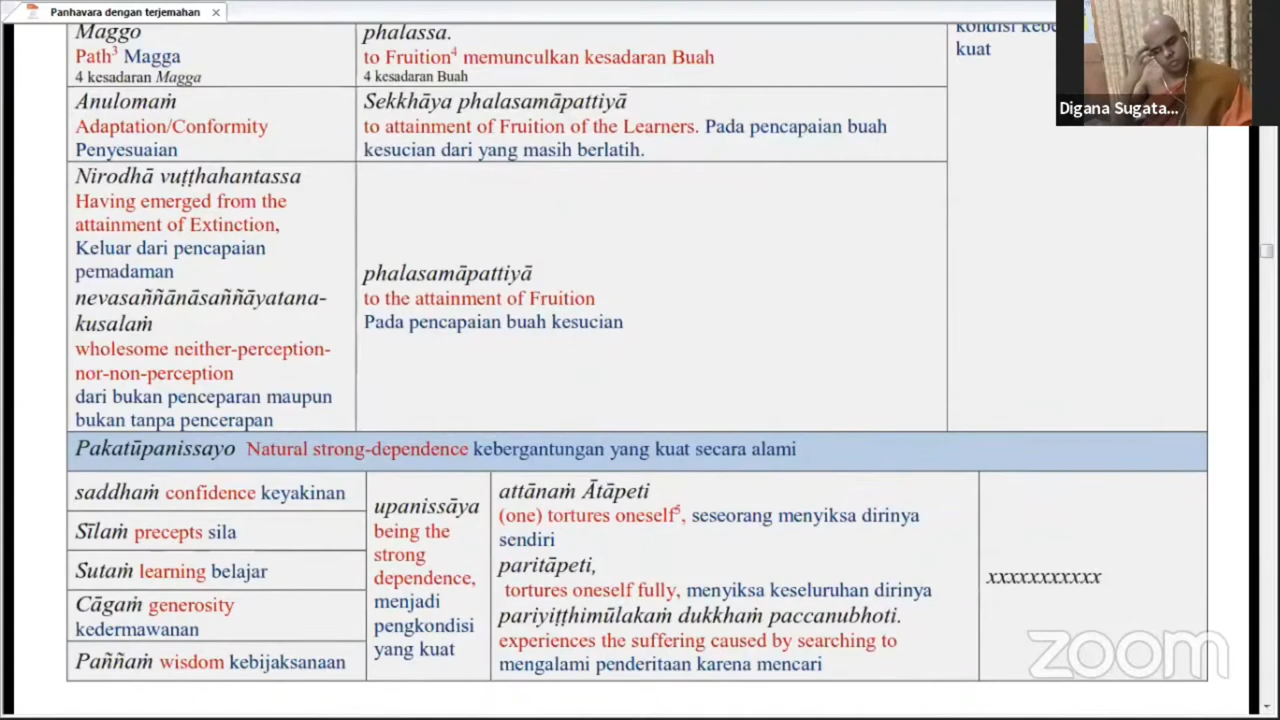 Panhavara dengan terjemahan
Maggo
Path³ Magga
4 kesadaran Magga
phalassa.
to Fruition⁴ memunculkan kesadaran Buah
4 kesadaran Buah
kuat
Digana Sugata...
Anulomaṁ
Adaptation/Conformity
Penyesuaian
Sekkhāya phalasamāpattiyā
to attainment of Fruition of the Learners. Pada pencapaian buah
kesucian dari yang masih berlatih.
Nirodhā vuṭṭhahantassa
Having emerged from the
attainment of Extinction,
Keluar dari pencapaian
pemadaman
nevasaññānāsaññāyatana-
kusalaṁ
wholesome neither-perception-
nor-non-perception
dari bukan penceparan maupun
bukan tanpa pencerapan
phalasamāpattiyā
to the attainment of Fruition
Pada pencapaian buah kesucian
Pakatūpanissayo Natural strong-dependence kebergantungan yang kuat secara alami
saddhaṁ confidence keyakinan
Sīlaṁ precepts sila
Sutaṁ learning belajar
Cāgaṁ generosity
kedermawanan
Paññaṁ wisdom kebijaksanaan
upanissāya
being the
strong
dependence,
menjadi
pengkondisi
yang kuat
attānaṁ Ātāpeti
(one) tortures oneself⁵, seseorang menyiksa dirinya
sendiri
paritāpeti,
tortures oneself fully, menyiksa keseluruhan dirinya
pariyiṭṭhimūlakaṁ dukkhaṁ paccanubhoti.
experiences the suffering caused by searching to
mengalami penderitaan karena mencari
xxxxxxxxxxx
zoom